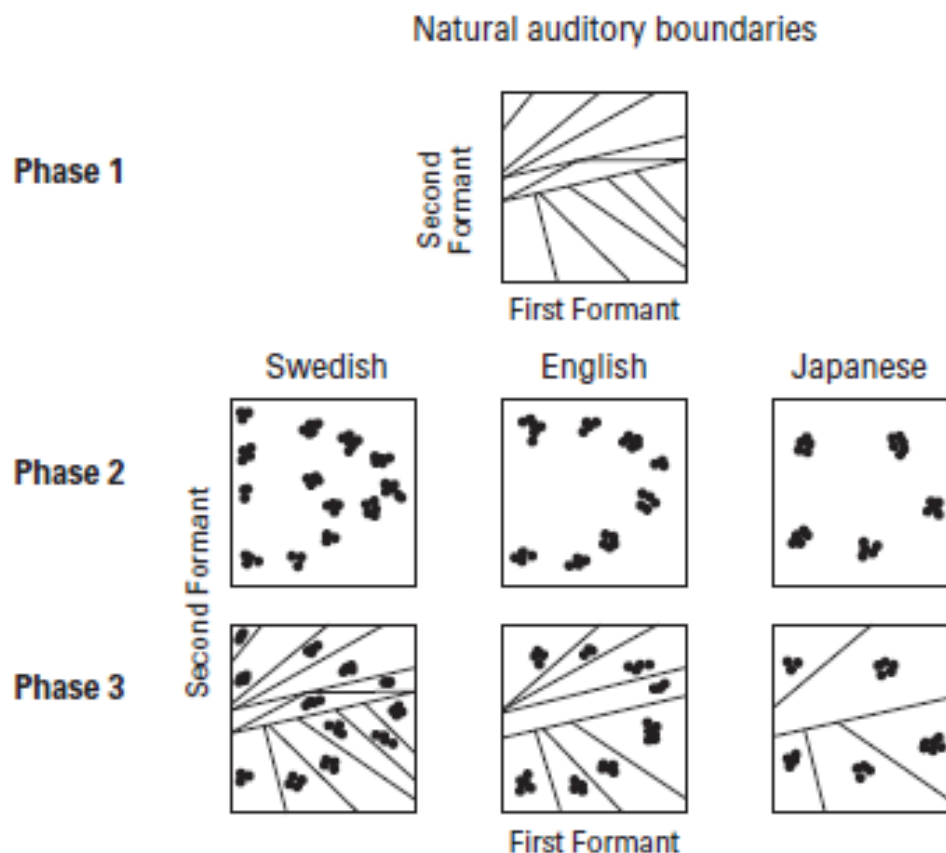 Natural auditory boundaries
Phase 1
Second
Formant
First Formant
Swedish
English
Japanese
Phase 2
Second Formant
Phase 3
First Formant